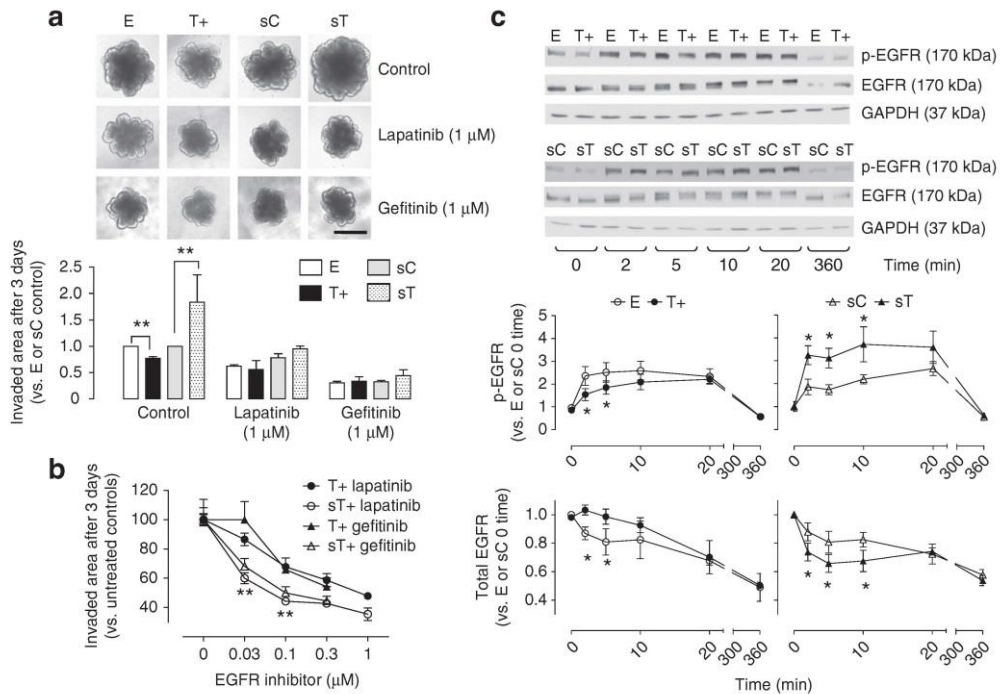 a
E T+ sC sT
Control
Lapatinib (1 μM)
Gefitinib (1 μM)
Invaded area after 3 days
(vs. E or sC control)
2.5
2.0
1.5
1.0
0.5
0
**
**
E sC
T+ sT
Control Lapatinib Gefitinib
(1 μM) (1 μM)
b
Invaded area after 3 days
(vs. untreated controls)
120
100
80
60
40
T+ lapatinib
sT+ lapatinib
T+ gefitinib
sT+ gefitinib
** **
0 0.03 0.1 0.3 1
EGFR inhibitor (μM)
c
E T+ E T+ E T+ E T+ E T+ E T+
p-EGFR (170 kDa)
EGFR (170 kDa)
GAPDH (37 kDa)
sC sT sC sT sC sT sC sT sC sT sC sT
p-EGFR (170 kDa)
EGFR (170 kDa)
GAPDH (37 kDa)
0 2 5 10 20 360 Time (min)
E T+ sC sT
p-EGFR
(vs. E or sC 0 time)
5
4
3
2
1
* *
* * *
0 10 20 300 360 0 10 20 300 360
Total EGFR
(vs. E or sC 0 time)
1.0
0.8
0.6
0.4
* *
* * *
0 10 20 300 360 0 10 20 300 360
Time (min)